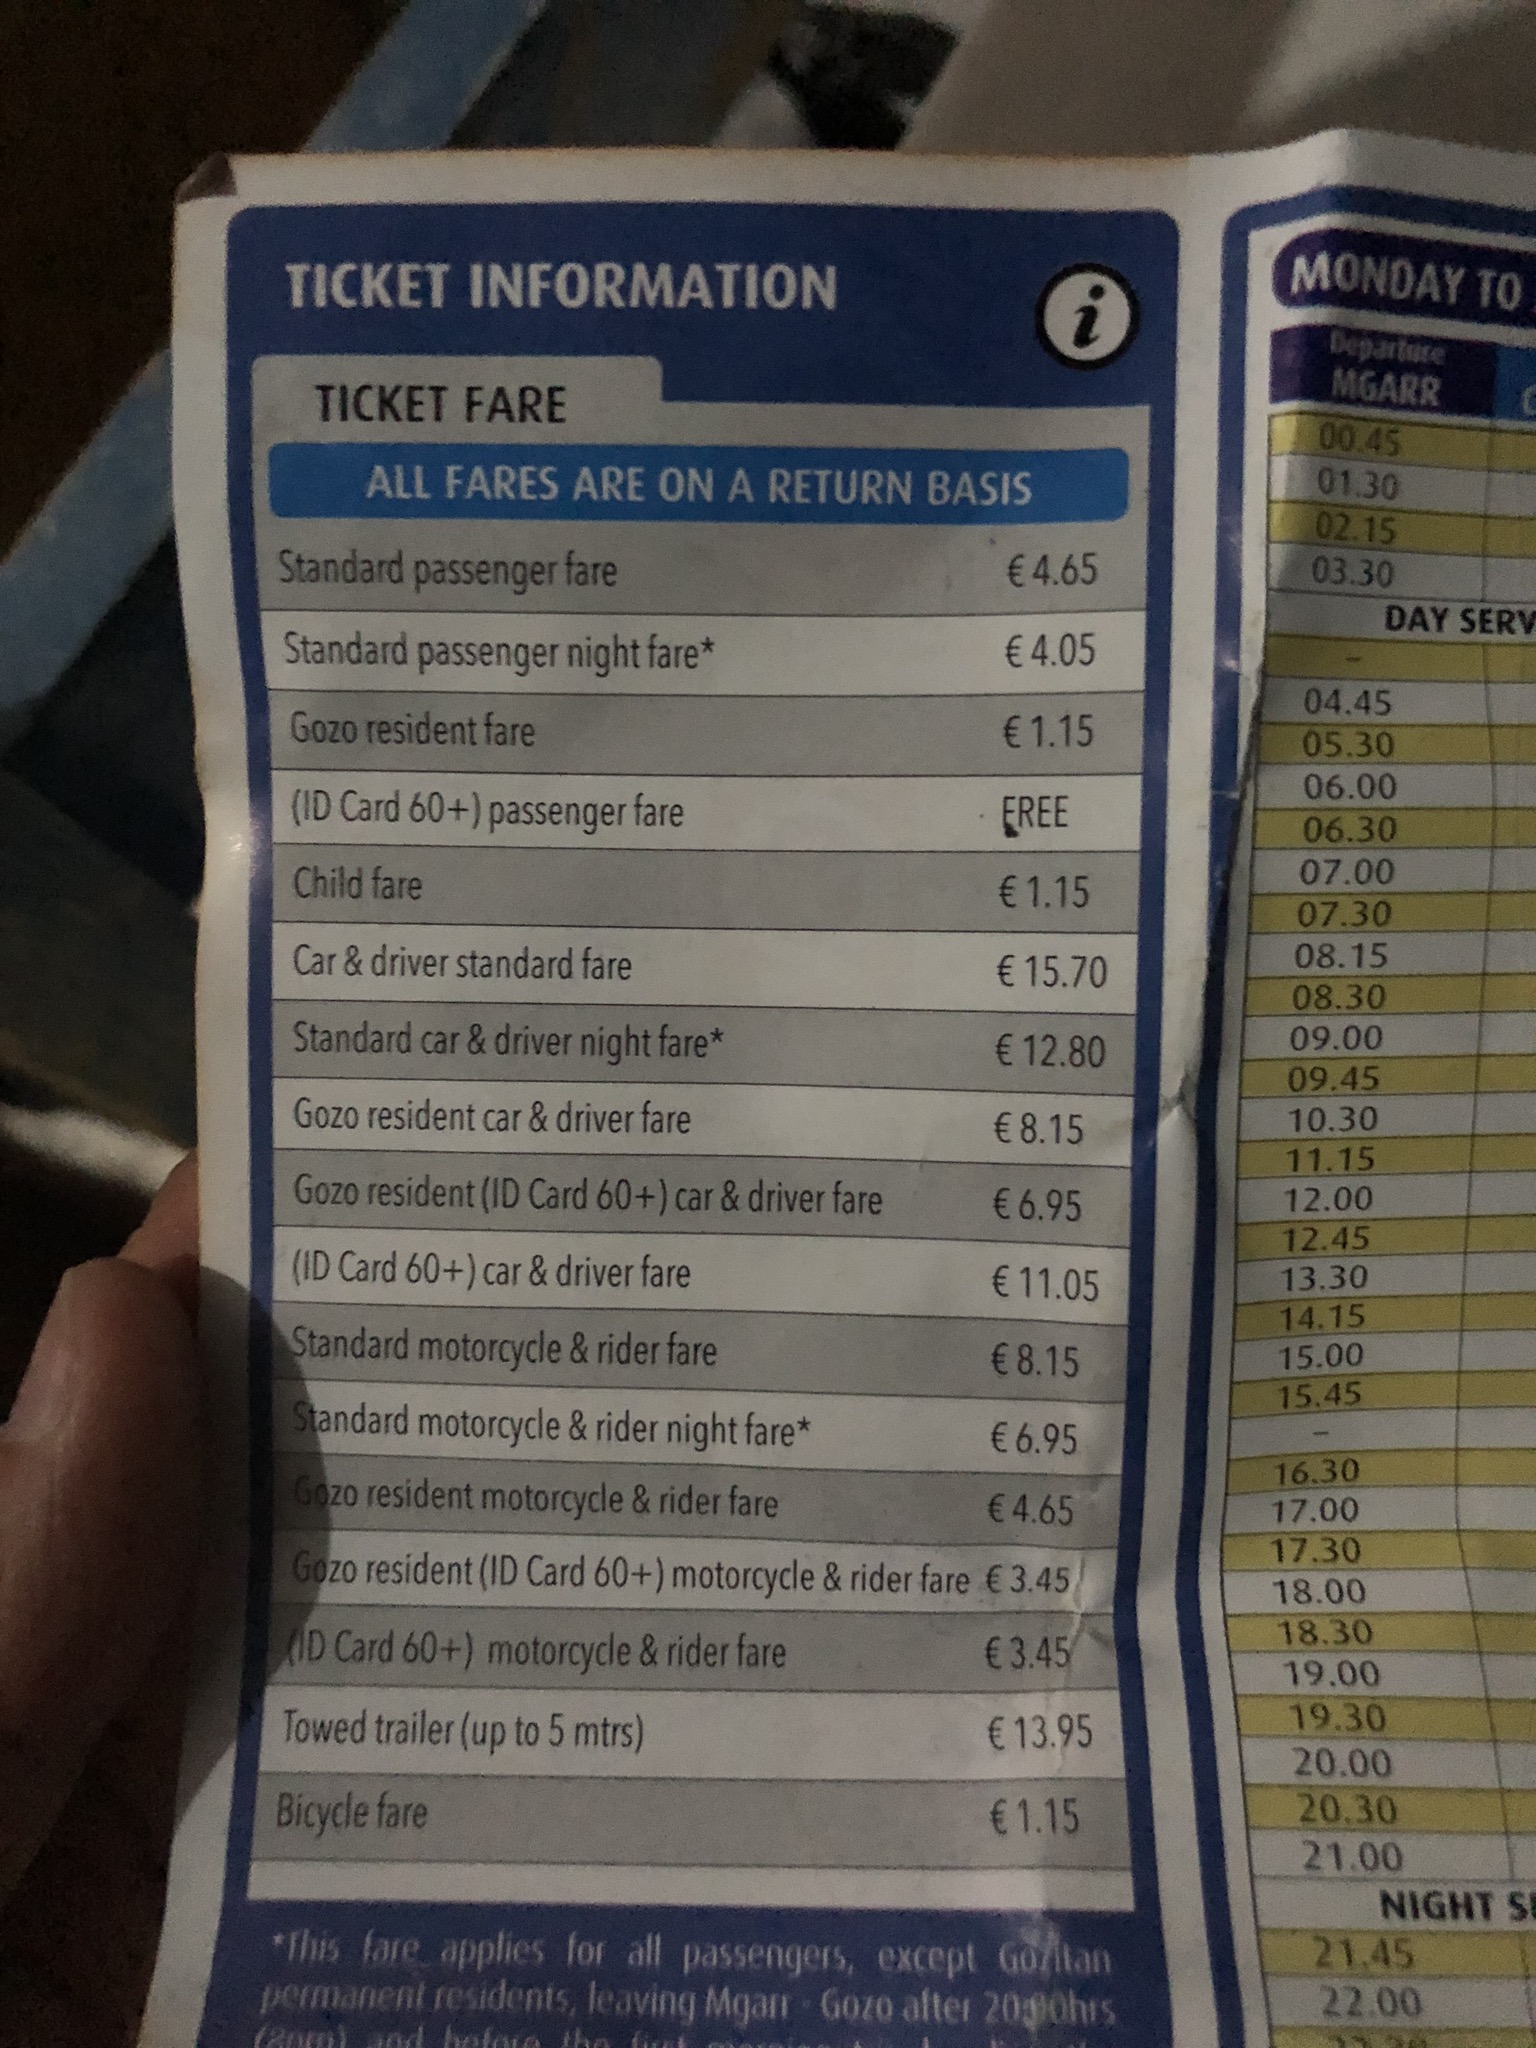 TICKET INFORMATION
i
TICKET FARE
ALL FARES ARE ON A RETURN BASIS
Standard passenger fare € 4.65
Standard passenger night fare* € 4.05
Gozo resident fare € 1.15
(ID Card 60+) passenger fare FREE
Child fare € 1.15
Car & driver standard fare € 15.70
Standard car & driver night fare* € 12.80
Gozo resident car & driver fare € 8.15
Gozo resident (ID Card 60+) car & driver fare € 6.95
(ID Card 60+) car & driver fare € 11.05
Standard motorcycle & rider fare € 8.15
Standard motorcycle & rider night fare* € 6.95
Gozo resident motorcycle & rider fare € 4.65
Gozo resident (ID Card 60+) motorcycle & rider fare € 3.45
(ID Card 60+) motorcycle & rider fare € 3.45
Towed trailer (up to 5 mtrs) € 13.95
Bicycle fare € 1.15
*This fare applies for all passengers, except Gozitan
permanent residents, leaving Mgarr - Gozo after 20:00hrs
(8pm) and before the first morning
MONDAY TO
Departure
MGARR
00.45
01.30
02.15
03.30
DAY SERV
–
04.45
05.30
06.00
06.30
07.00
07.30
08.15
08.30
09.00
09.45
10.30
11.15
12.00
12.45
13.30
14.15
15.00
15.45
–
16.30
17.00
17.30
18.00
18.30
19.00
19.30
20.00
20.30
21.00
NIGHT SE
21.45
22.00